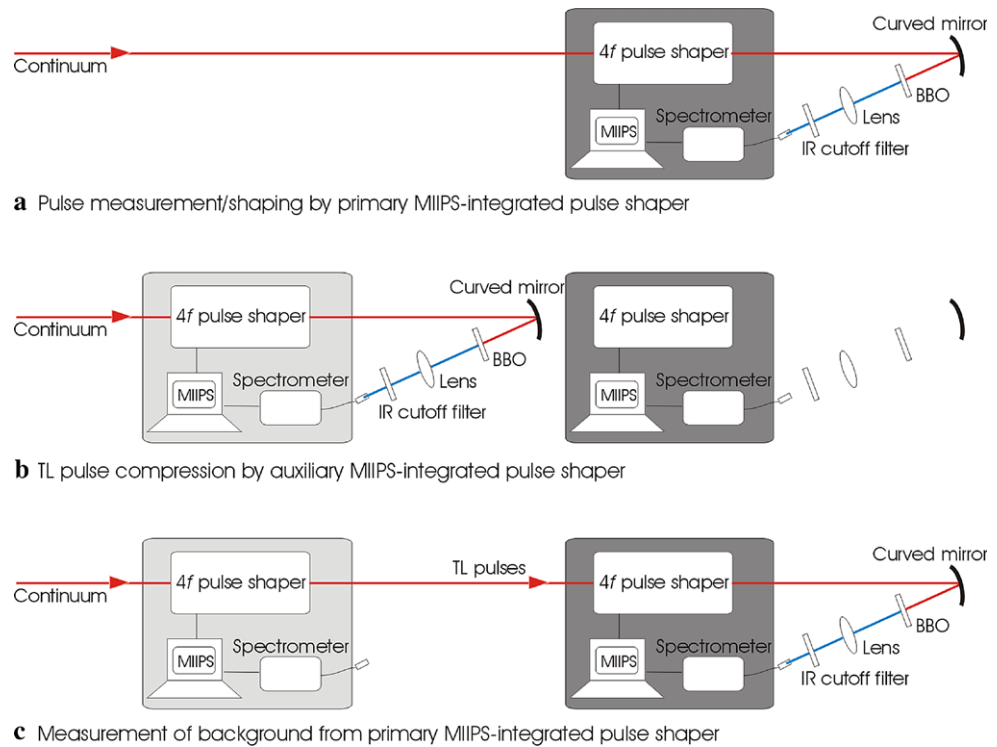 Curved mirror
4f pulse shaper
Continuum
BBO
Spectrometer
Lens
MIIPS
IR cutoff filter
a Pulse measurement/shaping by primary MIIPS-integrated pulse shaper
Curved mirror
4f pulse shaper
4f pulse shaper
Continuum
BBO
Spectrometer
Lens
Spectrometer
MIIPS
IR cutoff filter
MIIPS
b TL pulse compression by auxiliary MIIPS-integrated pulse shaper
Curved mirror
TL pulses
4f pulse shaper
4f pulse shaper
Continuum
BBO
Spectrometer
Spectrometer
Lens
MIIPS
MIIPS
IR cutoff filter
c Measurement of background from primary MIIPS-integrated pulse shaper